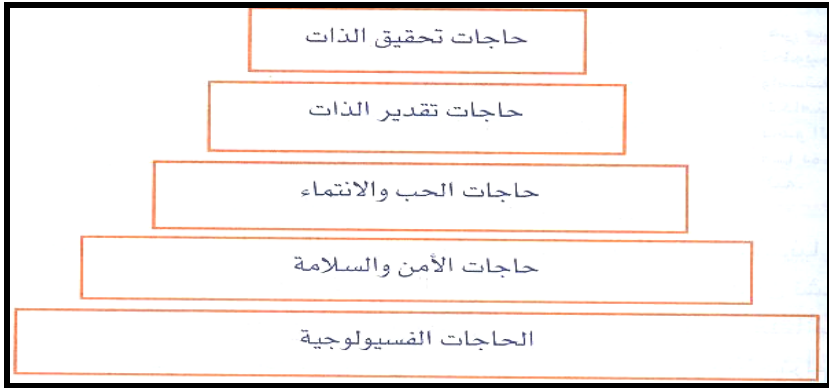 حاجات تحقيق الذات
حاجات تقدير الذات
حاجات الحب والانتماء
حاجات الأمن والسلامة
الحاجات الفسيولوجية